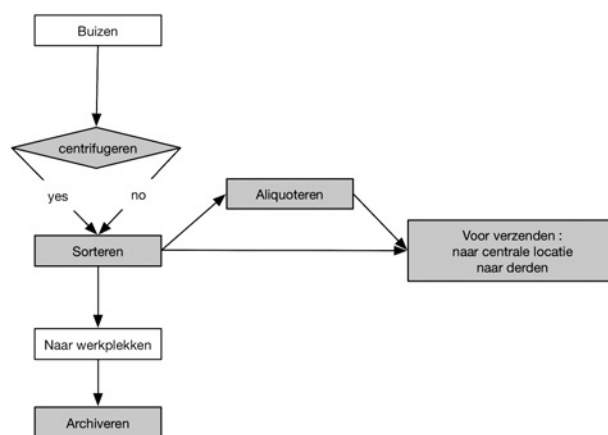 Buizen
centrifugeren
yes
no
Aliquoteren
Sorteren
Voor verzenden :
naar centrale locatie
naar derden
Naar werkplekken
Archiveren